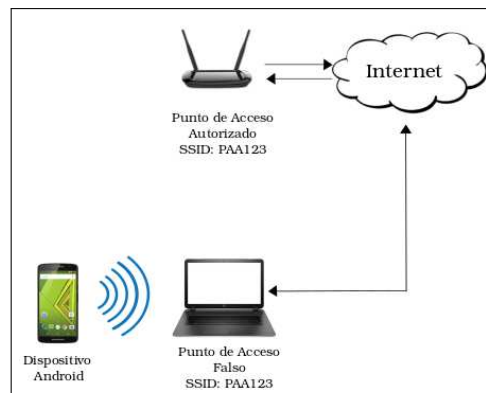 Internet
Punto de Acceso
Autorizado
SSID: PAA123
Dispositivo
Android
Punto de Acceso
Falso
SSID: PAA123